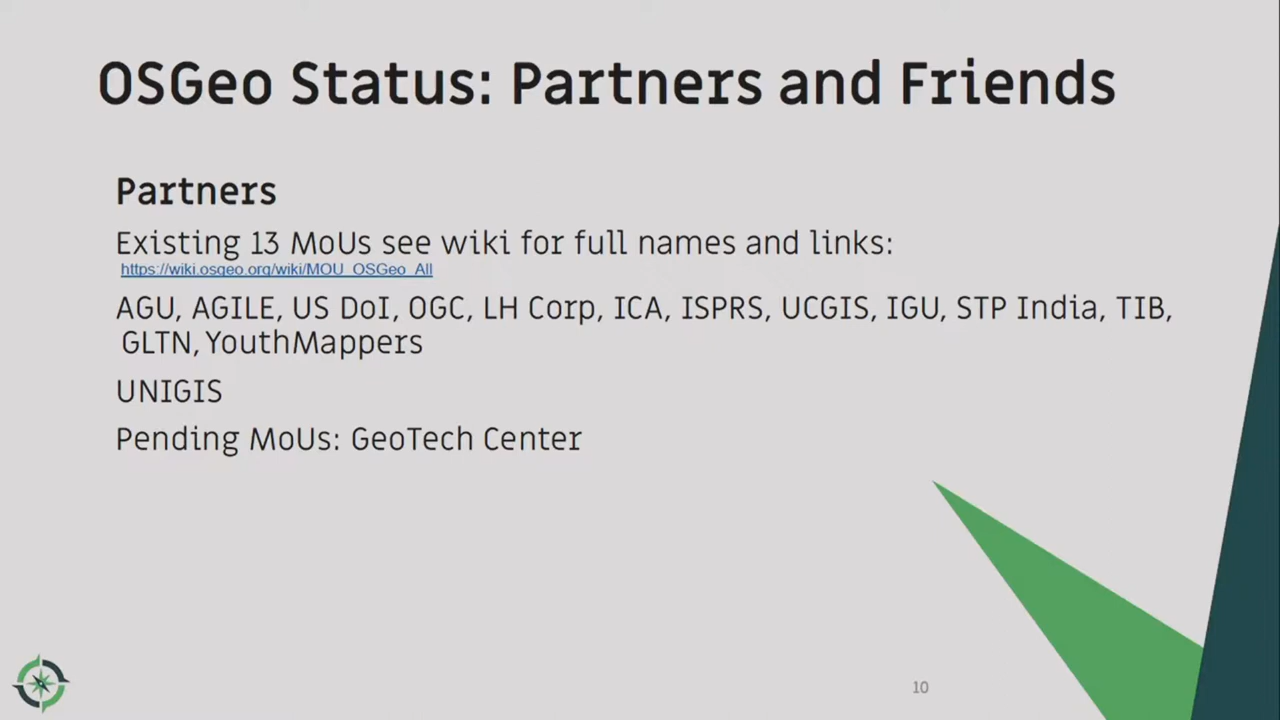 OSGeo Status: Partners and Friends
Partners
Existing 13 MoUs see wiki for full names and links:
https://wiki.osgeo.org/wiki/MOU_OSGeo_All
AGU, AGILE, US DoI, OGC, LH Corp, ICA, ISPRS, UCGIS, IGU, STP India, TIB,
GLTN, YouthMappers
UNIGIS
Pending MoUs: GeoTech Center
10